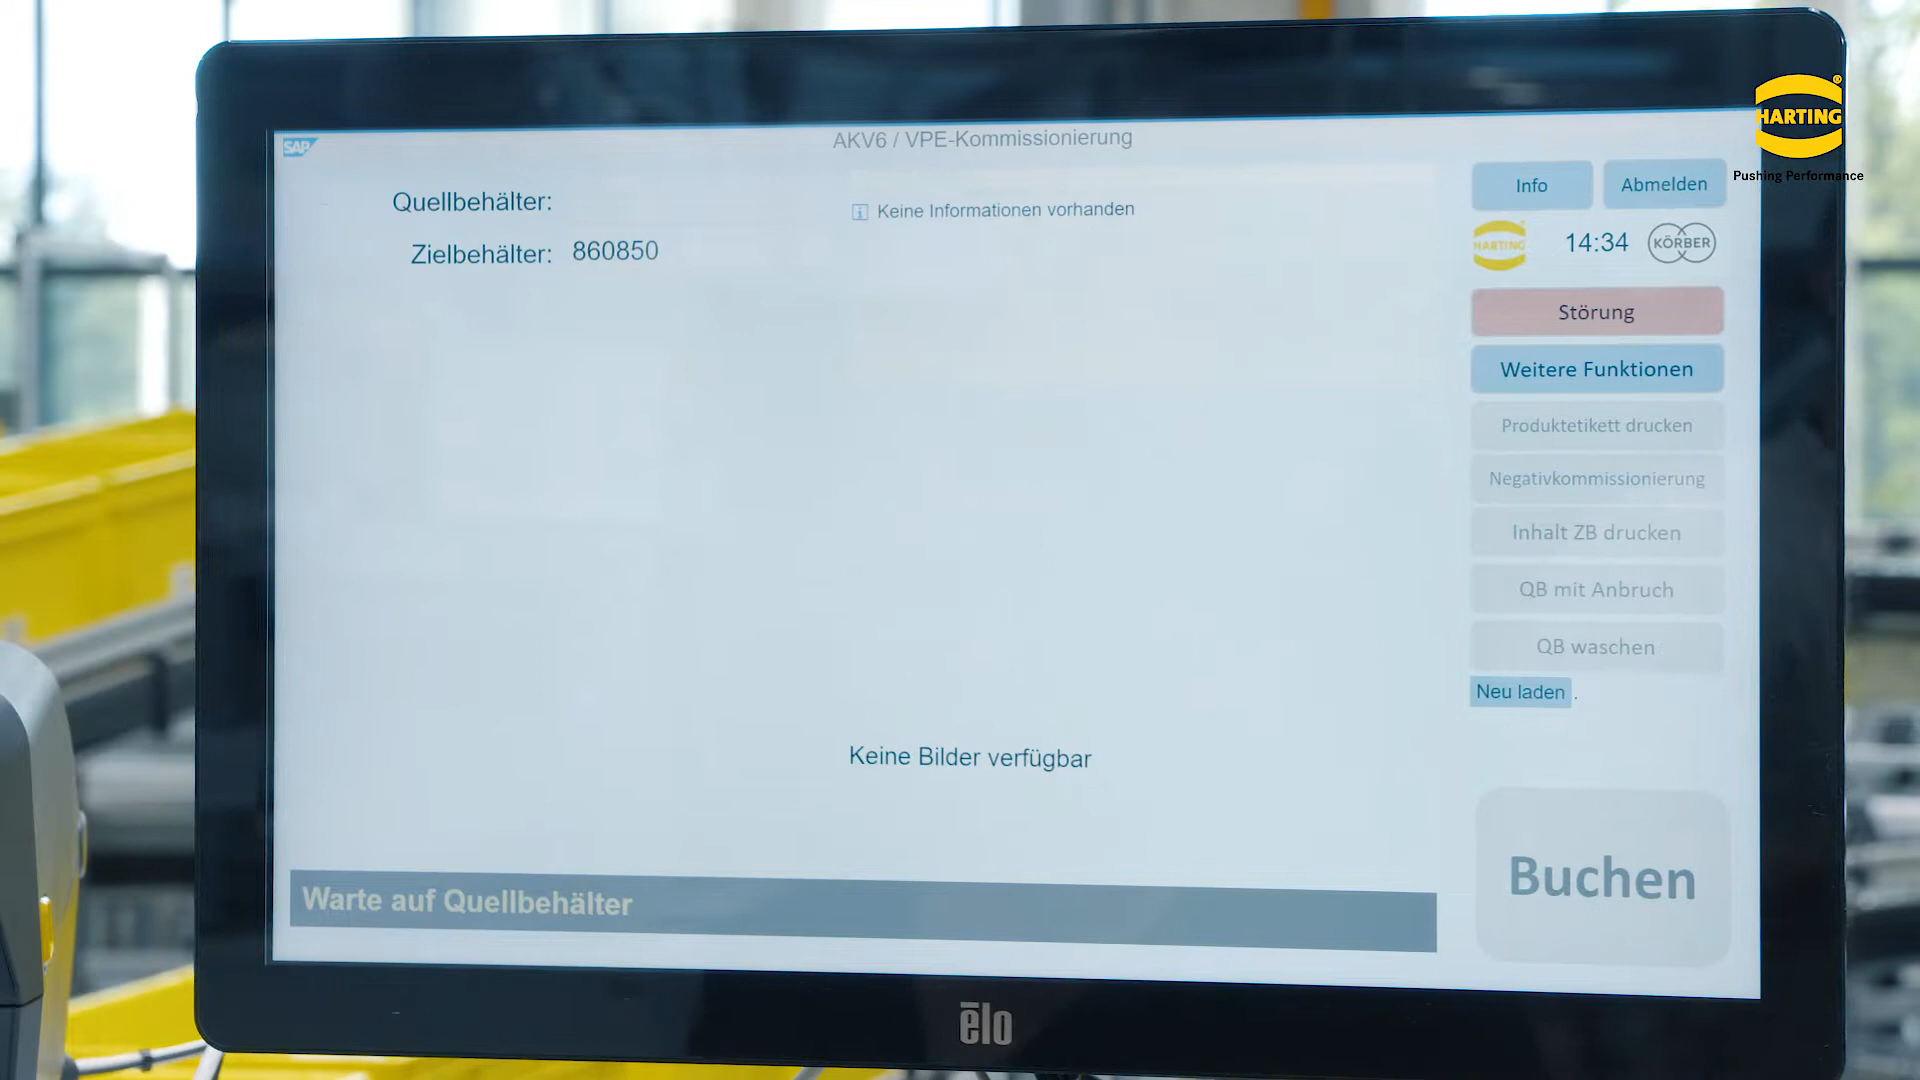 HARTING
Pushing Performance
SAP
AKV6 / VPE-Kommissionierung
Quellbehälter:
Zielbehälter: 860850
Keine Informationen vorhanden
Info
Abmelden
HARTING
14:34
KÖRBER
Störung
Weitere Funktionen
Produktetikett drucken
Negativkommissionierung
Inhalt ZB drucken
QB mit Anbruch
QB waschen
Neu laden .
Keine Bilder verfügbar
Warte auf Quellbehälter
Buchen
elo